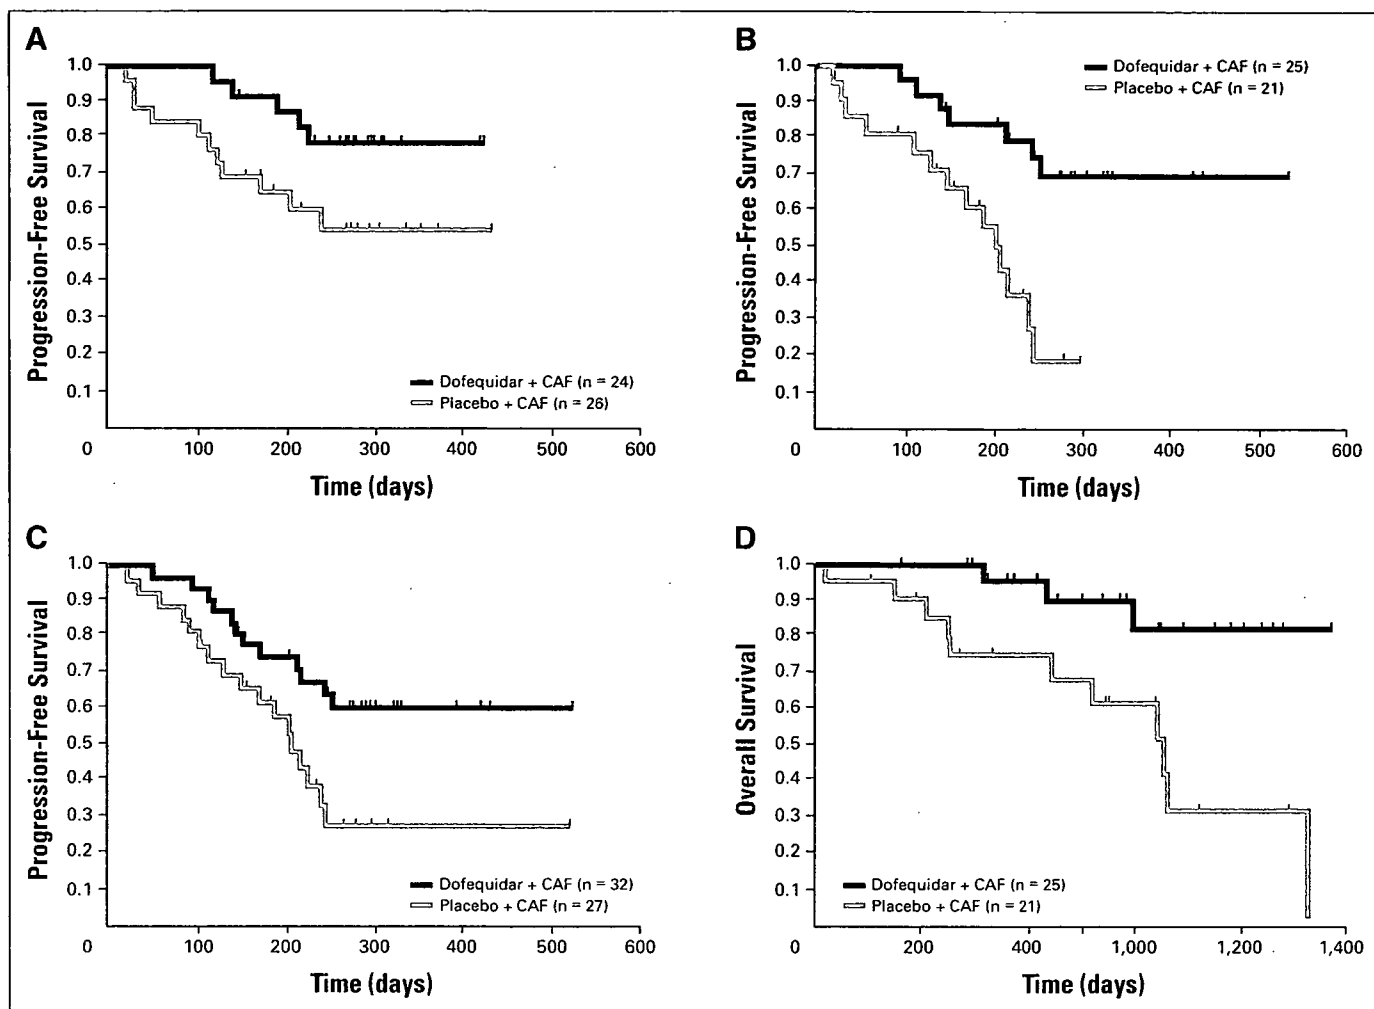 A
1.0
0.9
0.8
0.7
0.6
0.5
0.4
0.3
0.2
0.1
Progression-Free Survival
Dofequidar + CAF (n = 24)
Placebo + CAF (n = 26)
0 100 200 300 400 500 600
Time (days)
B
1.0
0.9
0.8
0.7
0.6
0.5
0.4
0.3
0.2
0.1
Progression-Free Survival
Dofequidar + CAF (n = 25)
Placebo + CAF (n = 21)
0 100 200 300 400 500 600
Time (days)
C
1.0
0.9
0.8
0.7
0.6
0.5
0.4
0.3
0.2
0.1
Progression-Free Survival
Dofequidar + CAF (n = 32)
Placebo + CAF (n = 27)
0 100 200 300 400 500 600
Time (days)
D
1.0
0.9
0.8
0.7
0.6
0.5
0.4
0.3
0.2
0.1
Overall Survival
Dofequidar + CAF (n = 25)
Placebo + CAF (n = 21)
0 200 400 1,000 1,200 1,400
Time (days)